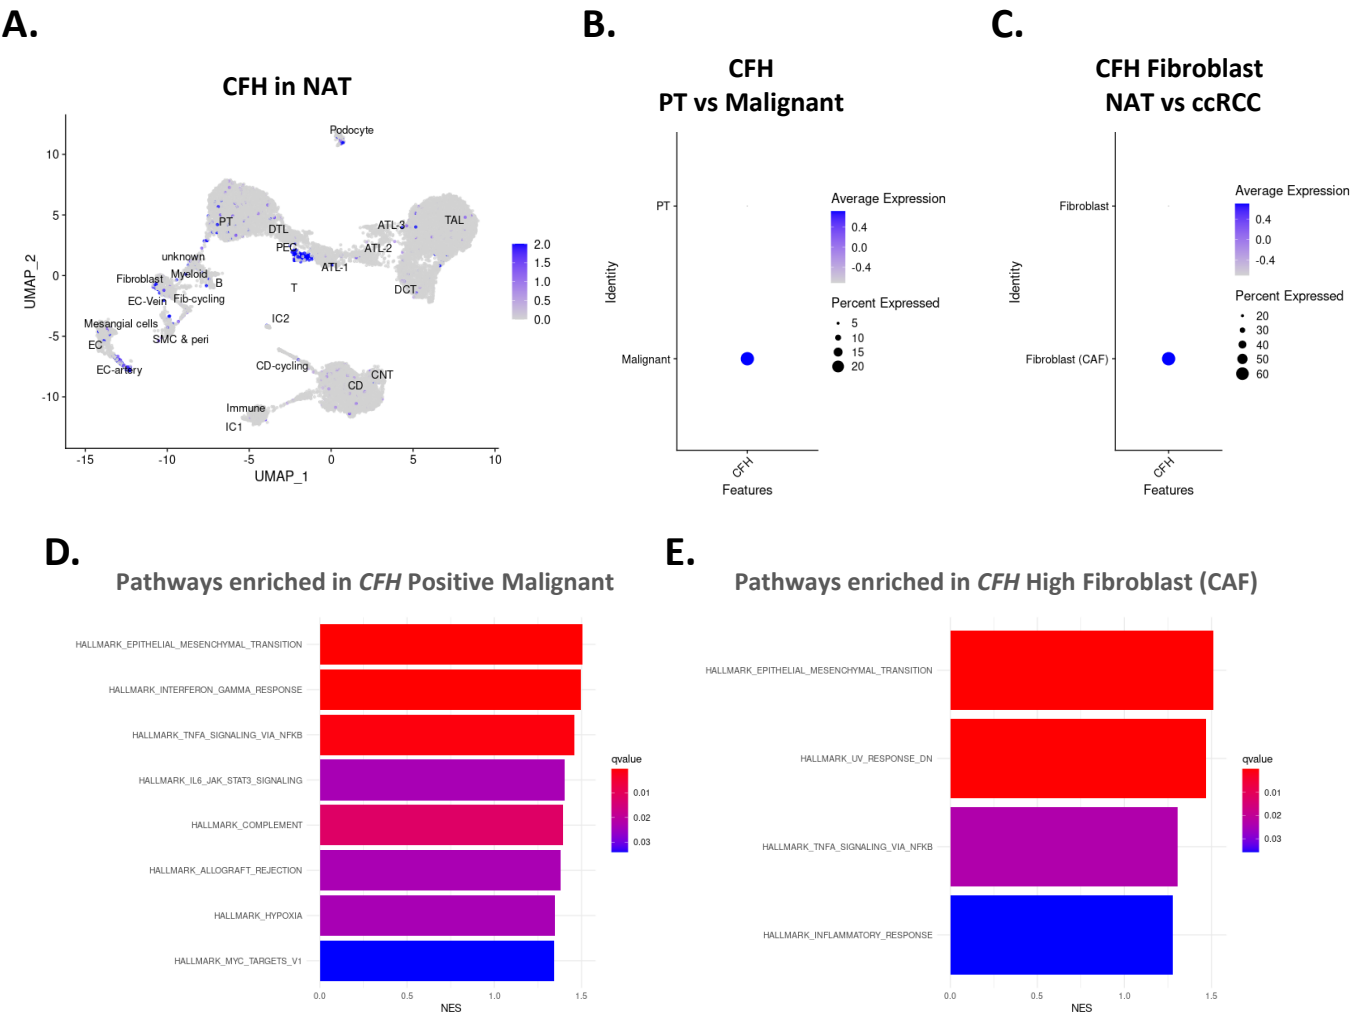 A.
CFH in NAT
UMAP_2
10
5
0
-5
-10
-15
-10
-5
0
5
10
UMAP_1
Podocyte
PT
DTL
PEC
ATL-1
ATL-2
ATL-3
TAL
DCT
unknown
Myeloid
Fibroblast
B
EC-Vein
Fib-cycling
T
IC2
Mesangial cells
SMC & peri
EC
EC-artery
CD-cycling
CNT
CD
Immune
IC1
2.0
1.5
1.0
0.5
0.0
B.
CFH
PT vs Malignant
Identity
PT
Malignant
CFH
Features
Average Expression
0.4
0.0
-0.4
Percent Expressed
5
10
15
20
C.
CFH Fibroblast
NAT vs ccRCC
Identity
Fibroblast
Fibroblast (CAF)
CFH
Features
Average Expression
0.4
0.0
-0.4
Percent Expressed
20
30
40
50
60
D.
Pathways enriched in CFH Positive Malignant
HALLMARK_EPITHELIAL_MESENCHYMAL_TRANSITION
HALLMARK_INTERFERON_GAMMA_RESPONSE
HALLMARK_TNFA_SIGNALING_VIA_NFKB
HALLMARK_IL6_JAK_STAT3_SIGNALING
HALLMARK_COMPLEMENT
HALLMARK_ALLOGRAFT_REJECTION
HALLMARK_HYPOXIA
HALLMARK_MYC_TARGETS_V1
0.0
0.5
1.0
1.5
NES
qvalue
0.01
0.02
0.03
E.
Pathways enriched in CFH High Fibroblast (CAF)
HALLMARK_EPITHELIAL_MESENCHYMAL_TRANSITION
HALLMARK_UV_RESPONSE_DN
HALLMARK_TNFA_SIGNALING_VIA_NFKB
HALLMARK_INFLAMMATORY_RESPONSE
0.0
0.5
1.0
1.5
NES
qvalue
0.01
0.02
0.03